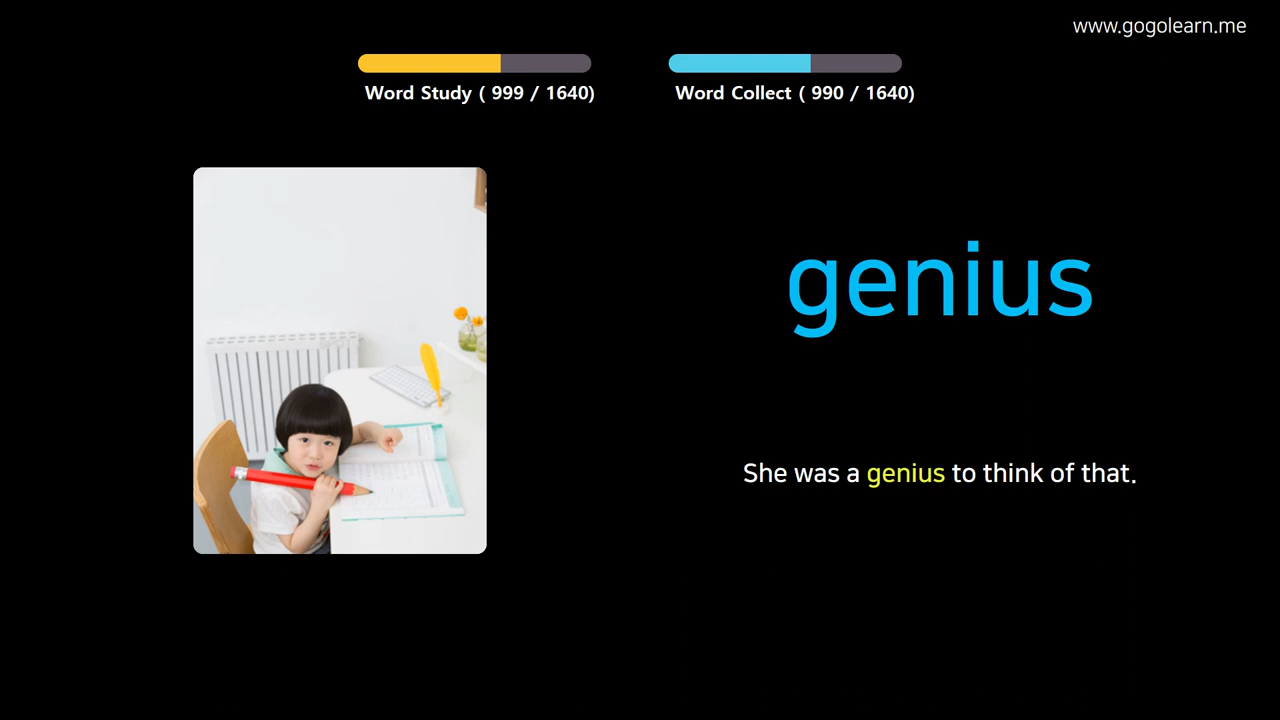 www.gogolearn.me
Word Study ( 999 / 1640)
Word Collect ( 990 / 1640)
genius
She was a genius to think of that.